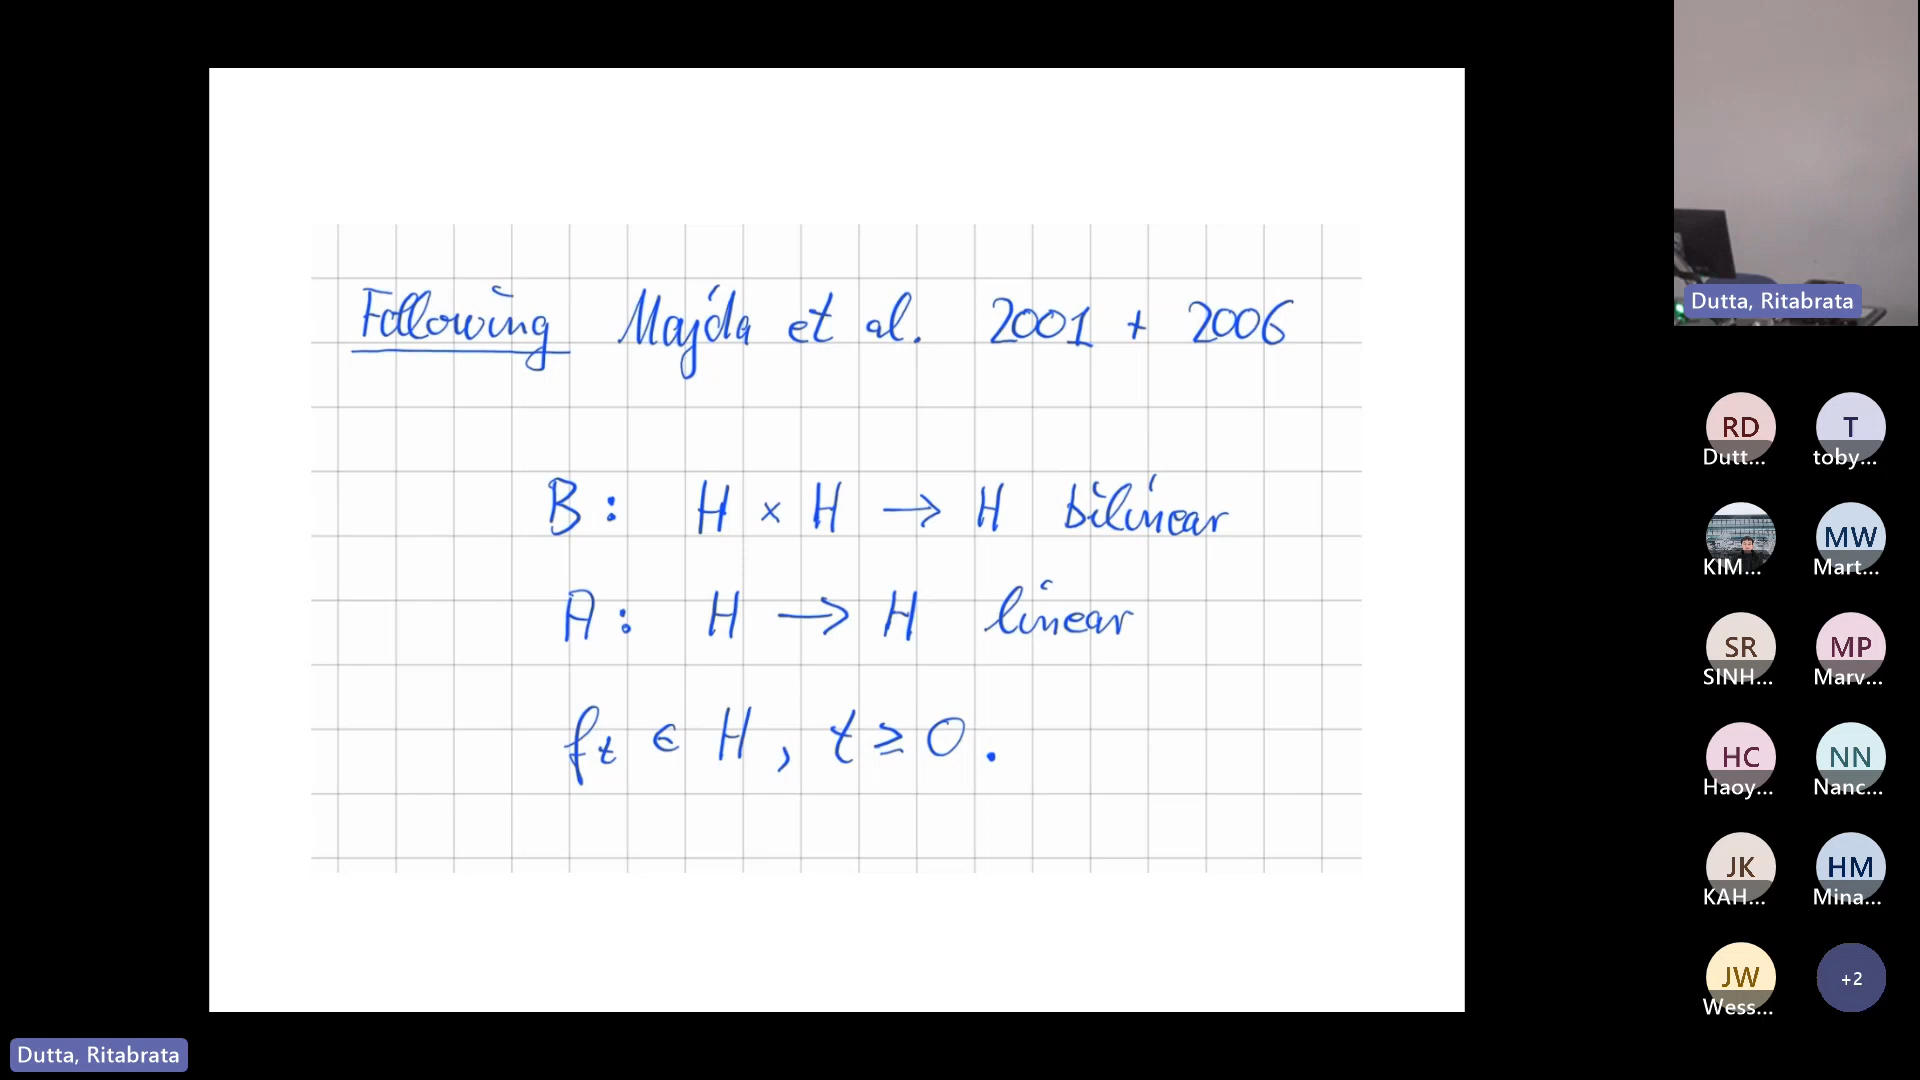 Following Majda et al. 2001 + 2006
B : H × H → H bilinear
A : H → H linear
ft ∈ H , t ≥ 0 .
Dutta, Ritabrata
RD
Dutt...
T
toby...
KIM...
MW
Mart...
SR
SINH...
MP
Marv...
HC
Haoy...
NN
Nanc...
JK
KAH...
HM
Mina...
JW
Wess...
+2
Dutta, Ritabrata